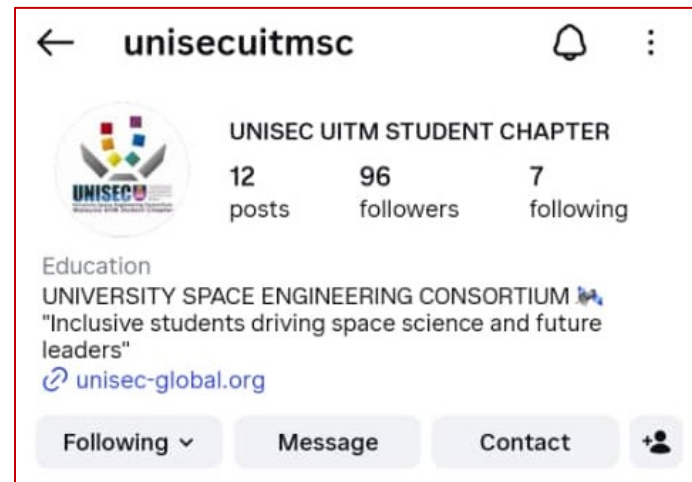 unisecuitmsc
UNISEC UITM STUDENT CHAPTER
12 96 7
posts followers following
UNISEC
Education
UNIVERSITY SPACE ENGINEERING CONSORTIUM 🛰️
"Inclusive students driving space science and future
leaders"
unisec-global.org
Following Message Contact